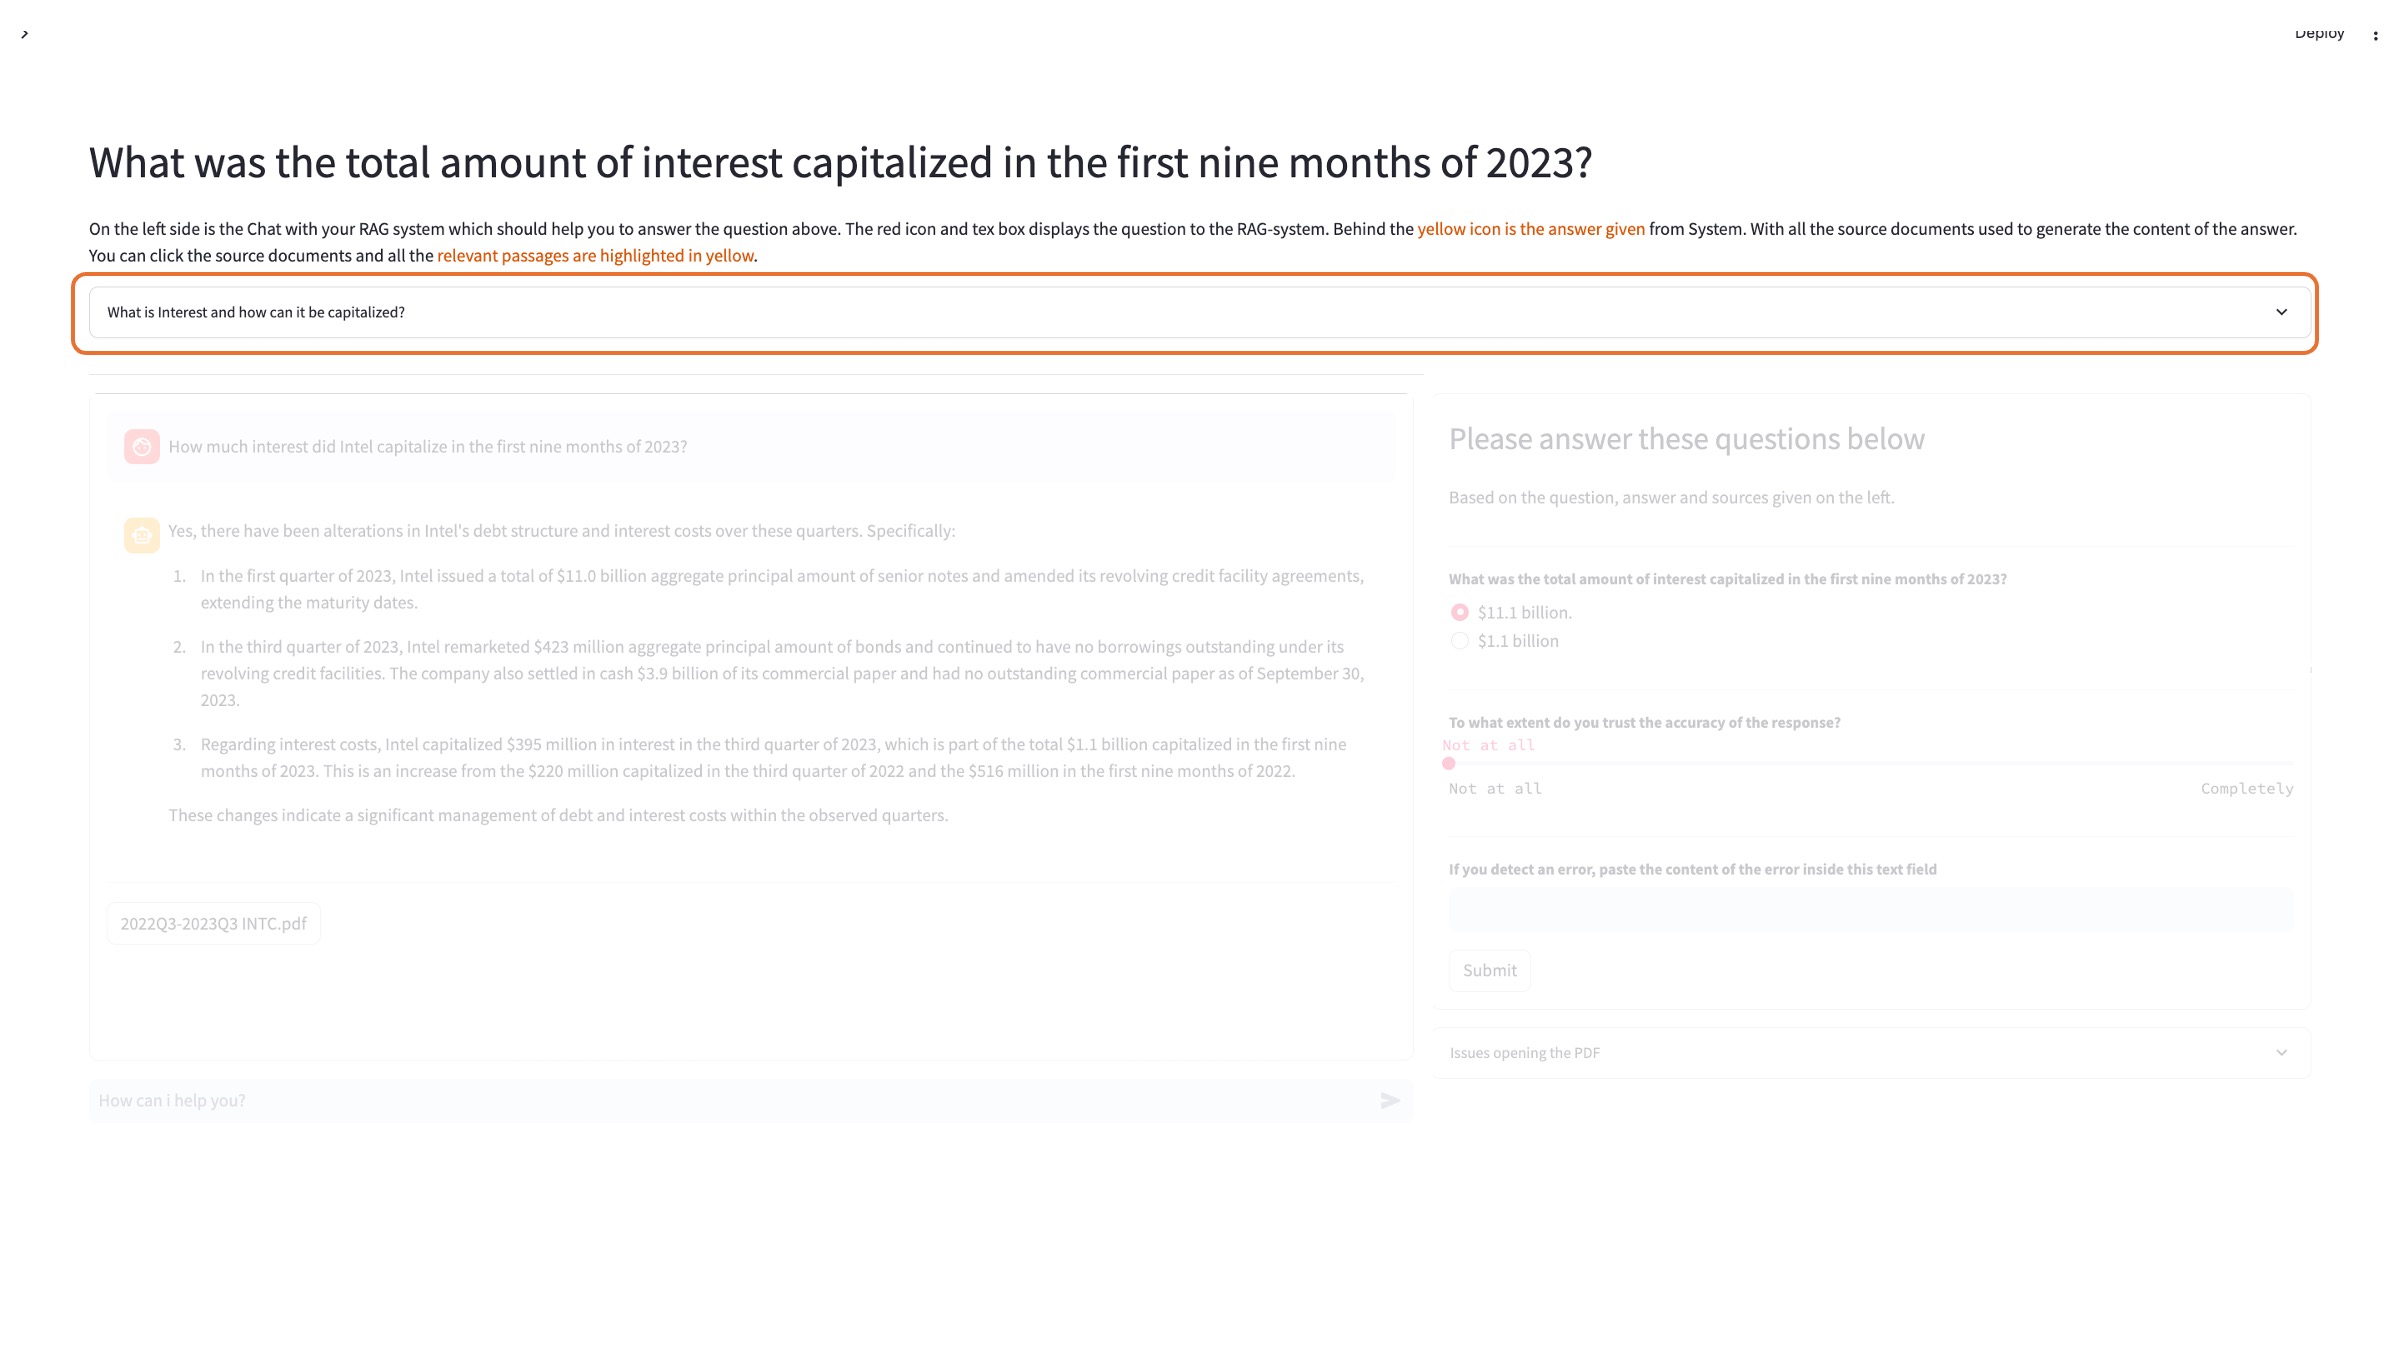 Deploy
What was the total amount of interest capitalized in the first nine months of 2023?
On the left side is the Chat with your RAG system which should help you to answer the question above. The red icon and tex box displays the question to the RAG-system. Behind the yellow icon is the answer given from System. With all the source documents used to generate the content of the answer.
You can click the source documents and all the relevant passages are highlighted in yellow.
What is Interest and how can it be capitalized?
How much interest did Intel capitalize in the first nine months of 2023?
Yes, there have been alterations in Intel's debt structure and interest costs over these quarters. Specifically:
1. In the first quarter of 2023, Intel issued a total of $11.0 billion aggregate principal amount of senior notes and amended its revolving credit facility agreements,
extending the maturity dates.
2. In the third quarter of 2023, Intel remarketed $423 million aggregate principal amount of bonds and continued to have no borrowings outstanding under its
revolving credit facilities. The company also settled in cash $3.9 billion of its commercial paper and had no outstanding commercial paper as of September 30,
2023.
3. Regarding interest costs, Intel capitalized $395 million in interest in the third quarter of 2023, which is part of the total $1.1 billion capitalized in the first nine
months of 2023. This is an increase from the $220 million capitalized in the third quarter of 2022 and the $516 million in the first nine months of 2022.
These changes indicate a significant management of debt and interest costs within the observed quarters.
2022Q3-2023Q3 INTC.pdf
How can i help you?
Please answer these questions below
Based on the question, answer and sources given on the left.
What was the total amount of interest capitalized in the first nine months of 2023?
$11.1 billion.
$1.1 billion
To what extent do you trust the accuracy of the response?
Not at all
Not at all Completely
If you detect an error, paste the content of the error inside this text field
Submit
Issues opening the PDF